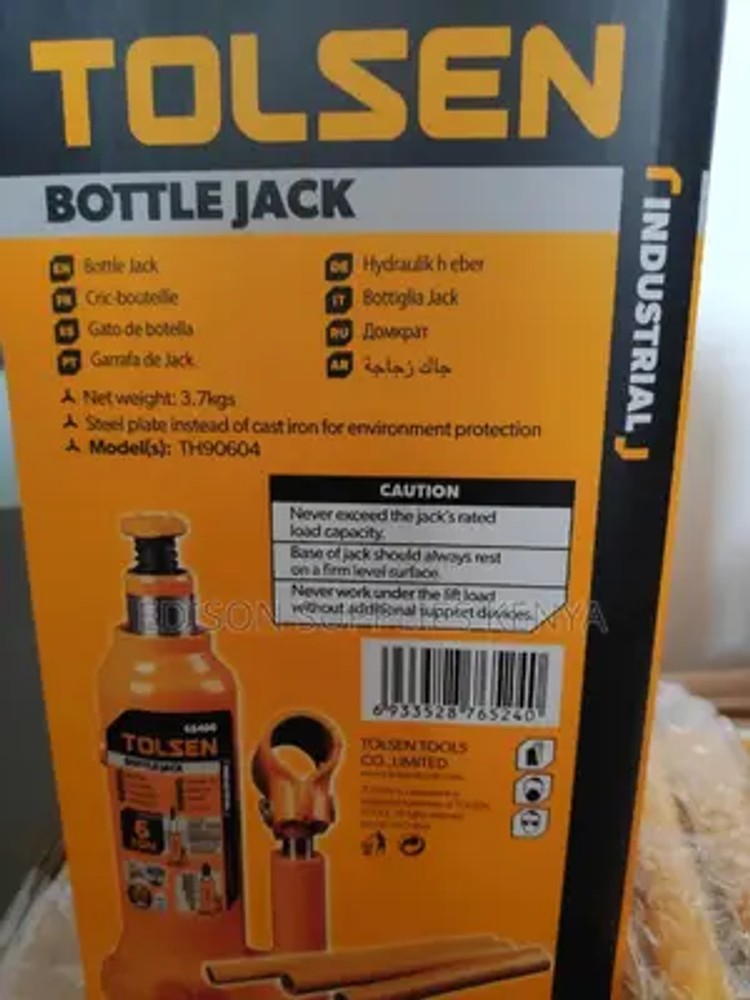 TOLSEN
BOTTLE JACK
INDUSTRIAL
EN Bottle Jack
FR Cric-bouteille
ES Gato de botella
PT Garrafa de Jack
DE Hydraulik h eber
IT Bottiglia Jack
RU Домкрат
AR جاك زجاجة
Net weight: 3.7kgs
Steel plate instead of cast iron for environment protection
Model(s): TH90604
CAUTION
Never exceed the jack's rated
load capacity.
Base of jack should always rest
on a firm level surface.
Never work under the lift load
without additional support devices.
KENYA
6 933528 765240
TOLSEN TOOLS
CO.,LIMITED
TOLSEN
BOTTLE JACK
6